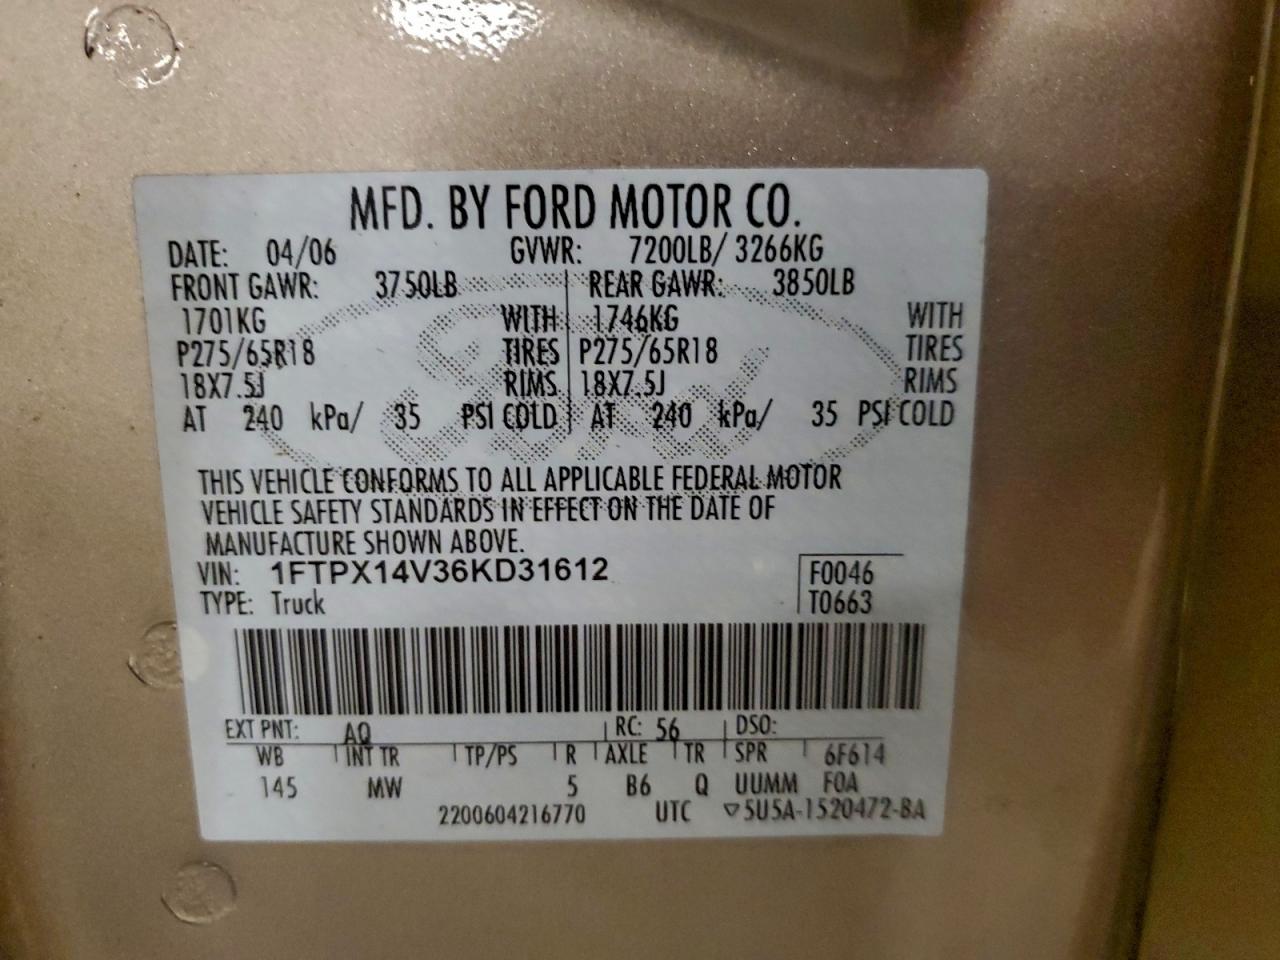 MFD. BY FORD MOTOR CO.
DATE: 04/06 GVWR: 7200LB/ 3266KG
FRONT GAWR: 3750LB REAR GAWR: 3850LB
1701KG WITH 1746KG WITH
P275/65R18 TIRES P275/65R18 TIRES
18X7.5J RIMS 18X7.5J RIMS
AT 240 kPa/ 35 PSI COLD AT 240 kPa/ 35 PSI COLD
Ford
THIS VEHICLE CONFORMS TO ALL APPLICABLE FEDERAL MOTOR
VEHICLE SAFETY STANDARDS IN EFFECT ON THE DATE OF
MANUFACTURE SHOWN ABOVE.
VIN: 1FTPX14V36KD31612 F0046
TYPE: Truck T0663
EXT PNT: AQ RC: 56 DSO:
WB INT TR TP/PS R AXLE TR SPR 6F614
145 MW 5 B6 Q UUMM F0A
2200604216770 UTC ▽5U5A-1520472-BA